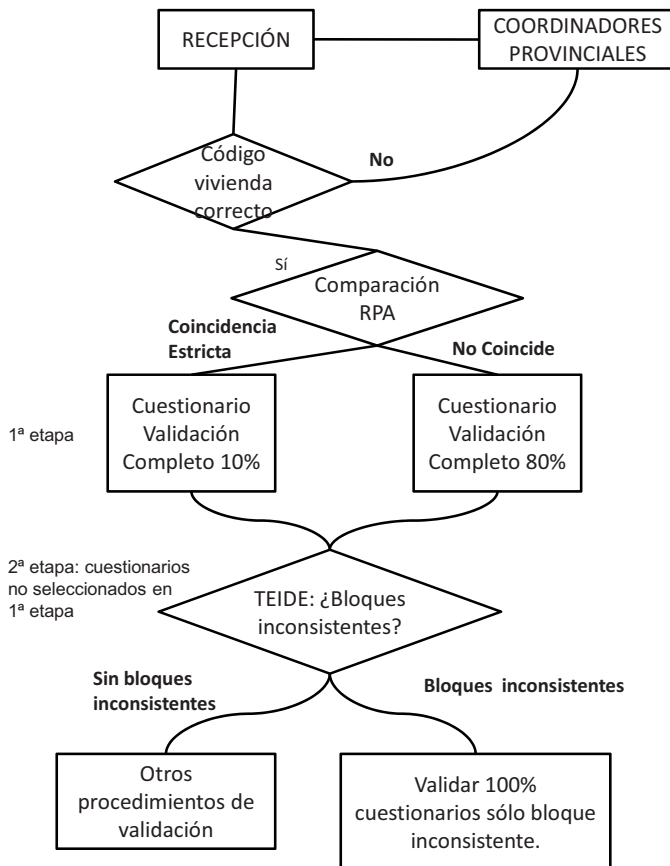 RECEPCIÓN
COORDINADORES
PROVINCIALES
Código
vivienda
correcto
No
Sí
Comparación
RPA
Coincidencia
Estricta
No Coincide
1ª etapa
Cuestionario
Validación
Completo 10%
Cuestionario
Validación
Completo 80%
2ª etapa: cuestionarios
no seleccionados en
1ª etapa
TEIDE: ¿Bloques
inconsistentes?
Sin bloques
inconsistentes
Bloques inconsistentes
Otros
procedimientos de
validación
Validar 100%
cuestionarios sólo bloque
inconsistente.